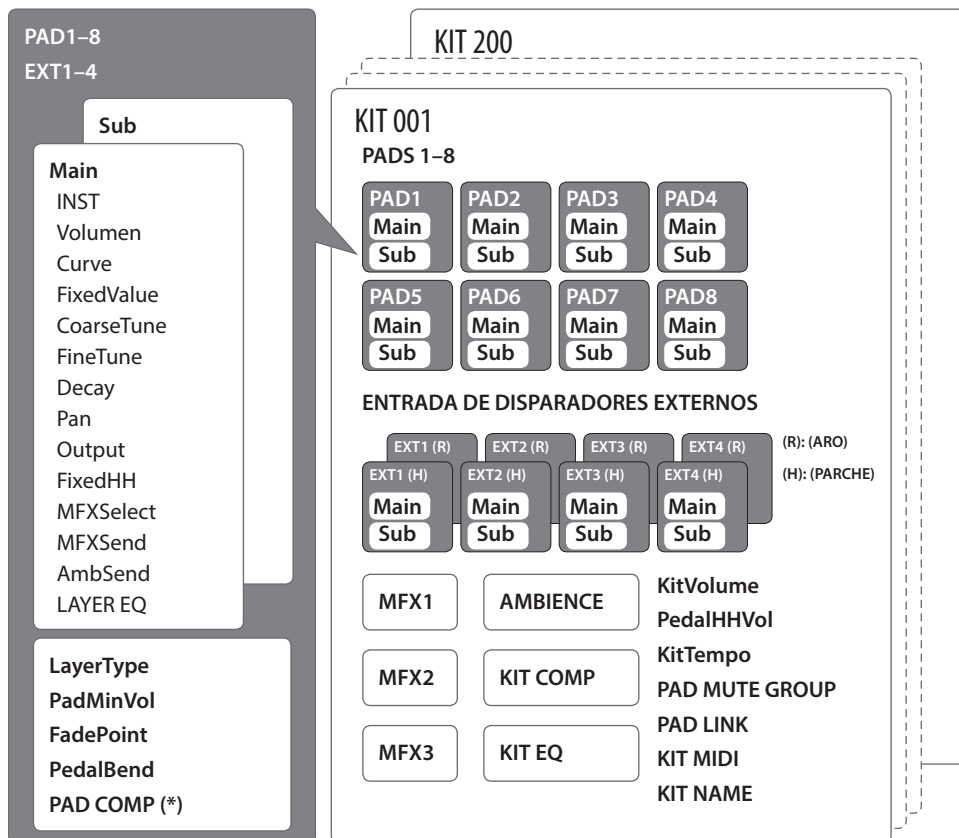 PAD1–8
EXT1–4
Sub
Main
INST
Volumen
Curve
FixedValue
CoarseTune
FineTune
Decay
Pan
Output
FixedHH
MFXSelect
MFXSend
AmbSend
LAYER EQ
LayerType
PadMinVol
FadePoint
PedalBend
PAD COMP (*)
KIT 200
KIT 001
PADS 1–8
PAD1 PAD2 PAD3 PAD4
Main Main Main Main
Sub Sub Sub Sub
PAD5 PAD6 PAD7 PAD8
Main Main Main Main
Sub Sub Sub Sub
ENTRADA DE DISPARADORES EXTERNOS
EXT1 (R) EXT2 (R) EXT3 (R) EXT4 (R) (R): (ARO)
EXT1 (H) EXT2 (H) EXT3 (H) EXT4 (H) (H): (PARCHE)
Main Main Main Main
Sub Sub Sub Sub
MFX1 AMBIENCE
MFX2 KIT COMP
MFX3 KIT EQ
KitVolume
PedalHHVol
KitTempo
PAD MUTE GROUP
PAD LINK
KIT MIDI
KIT NAME